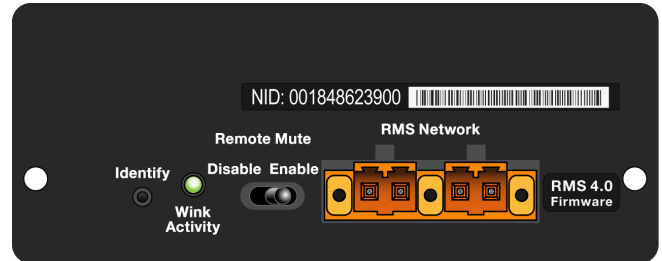 NID: 001848623900
Remote Mute
RMS Network
Identify
Disable Enable
Wink
Activity
RMS 4.0
Firmware